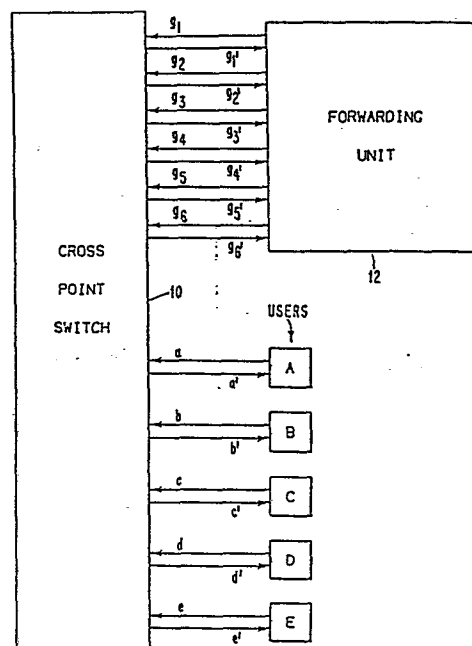 g1
g1'
g2
g2'
g3
g3'
g4
g4'
g5
g5'
g6
g6'
FORWARDING
UNIT
12
CROSS
POINT
SWITCH
10
USERS
a
A
a'
b
B
b'
c
C
c'
d
D
d'
e
E
e'